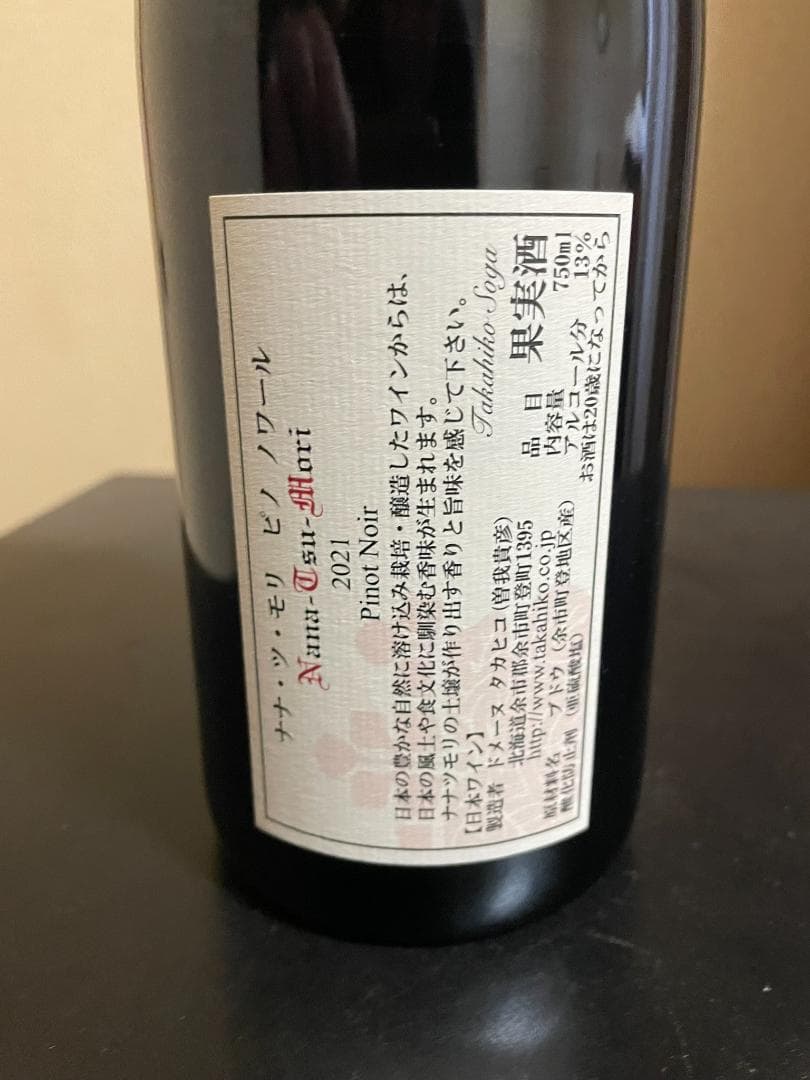 ナナ・ツ・モリ ピノ ノワール
Nana-Tsu-Mori
2021
Pinot Noir
日本の豊かな自然に溶け込み栽培・醸造したワインからは、
日本の風土や食文化に馴染む香味が生まれます。
ナナツモリの土壌が作り出す香りと旨味を感じて下さい。
Takahiko Soga
【日本ワイン】
製造者 ドメーヌ タカヒコ(曽我貴彦)
北海道余市郡余市町登町1395
http://www.takahiko.co.jp
原材料名 ブドウ(余市町登地区産)
酸化防止剤(亜硫酸塩)
品目 果実酒
内容量 750ml
アルコール分 13%
お酒は20歳になってから